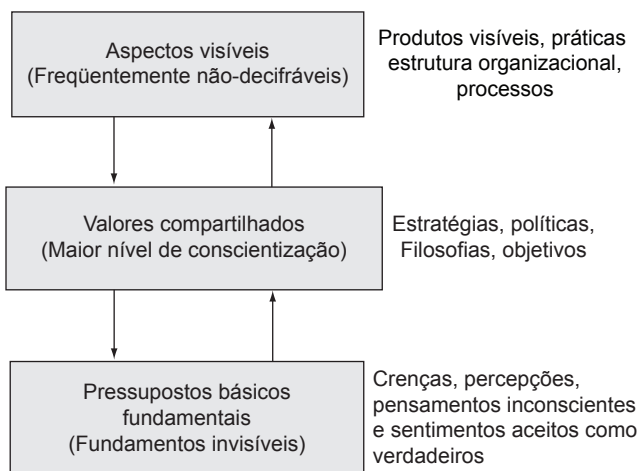 Aspectos visíveis
(Freqüentemente não-decifráveis)
Produtos visíveis, práticas
estrutura organizacional,
processos
Valores compartilhados
(Maior nível de conscientização)
Estratégias, políticas,
Filosofias, objetivos
Pressupostos básicos
fundamentais
(Fundamentos invisíveis)
Crenças, percepções,
pensamentos inconscientes
e sentimentos aceitos como
verdadeiros